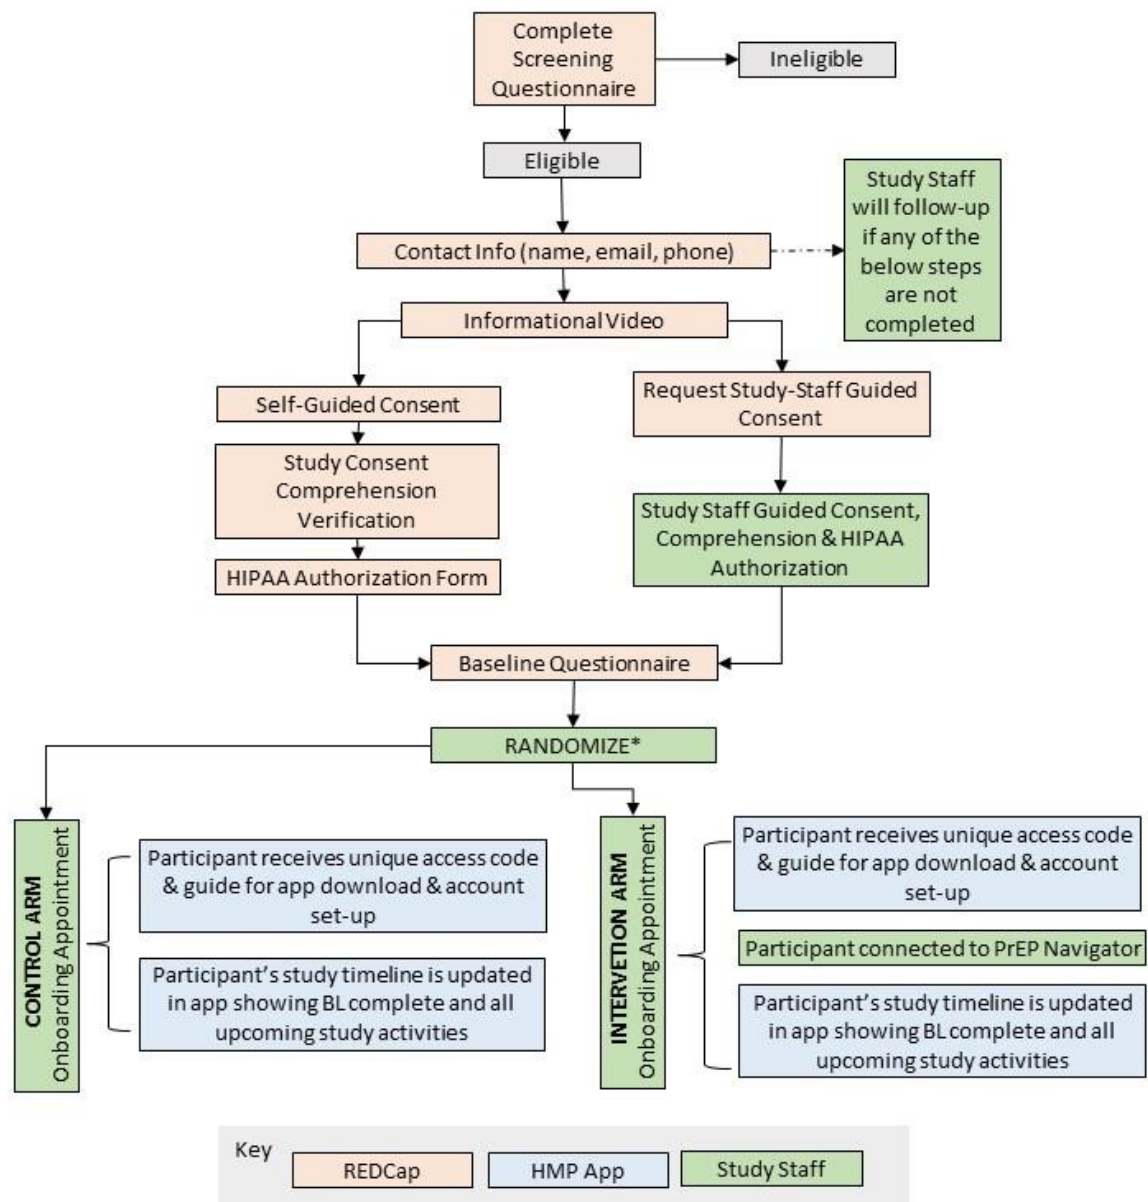 Complete
Screening
Questionnaire
Ineligible
Eligible
Study Staff
will follow-up
if any of the
below steps
are not
completed
Contact Info (name, email, phone)
Informational Video
Self-Guided Consent
Request Study-Staff Guided
Consent
Study Consent
Comprehension
Verification
Study Staff Guided Consent,
Comprehension & HIPAA
Authorization
HIPAA Authorization Form
Baseline Questionnaire
RANDOMIZE*
CONTROL ARM
Onboarding Appointment
Participant receives unique access code
& guide for app download & account
set-up
Participant's study timeline is updated
in app showing BL complete and all
upcoming study activities
INTERVETION ARM
Onboarding Appointment
Participant receives unique access code
& guide for app download & account
set-up
Participant connected to PrEP Navigator
Participant's study timeline is updated
in app showing BL complete and all
upcoming study activities
Key
REDCap
HMP App
Study Staff